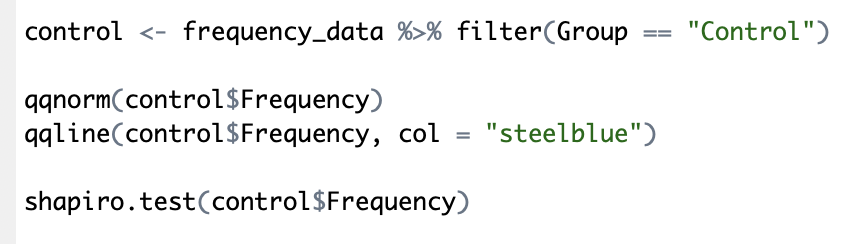 control <- frequency_data %>% filter(Group == "Control")
qqnorm(control$Frequency)
qqline(control$Frequency, col = "steelblue")
shapiro.test(control$Frequency)